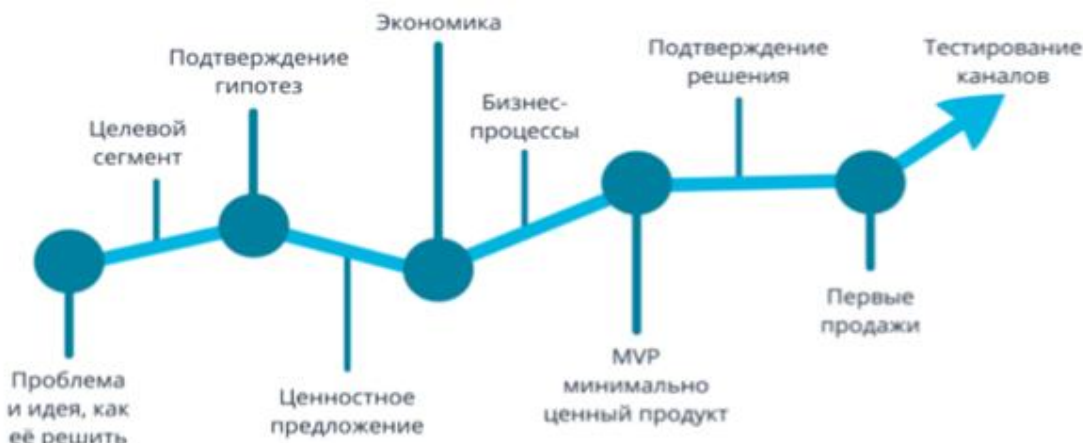 Экономика
Подтверждение
гипотез
Целевой
сегмент
Бизнес-
процессы
Подтверждение
решения
Тестирование
каналов
Проблема
и идея, как
её решить
Ценностное
предложение
MVP
минимально
ценный продукт
Первые
продажи